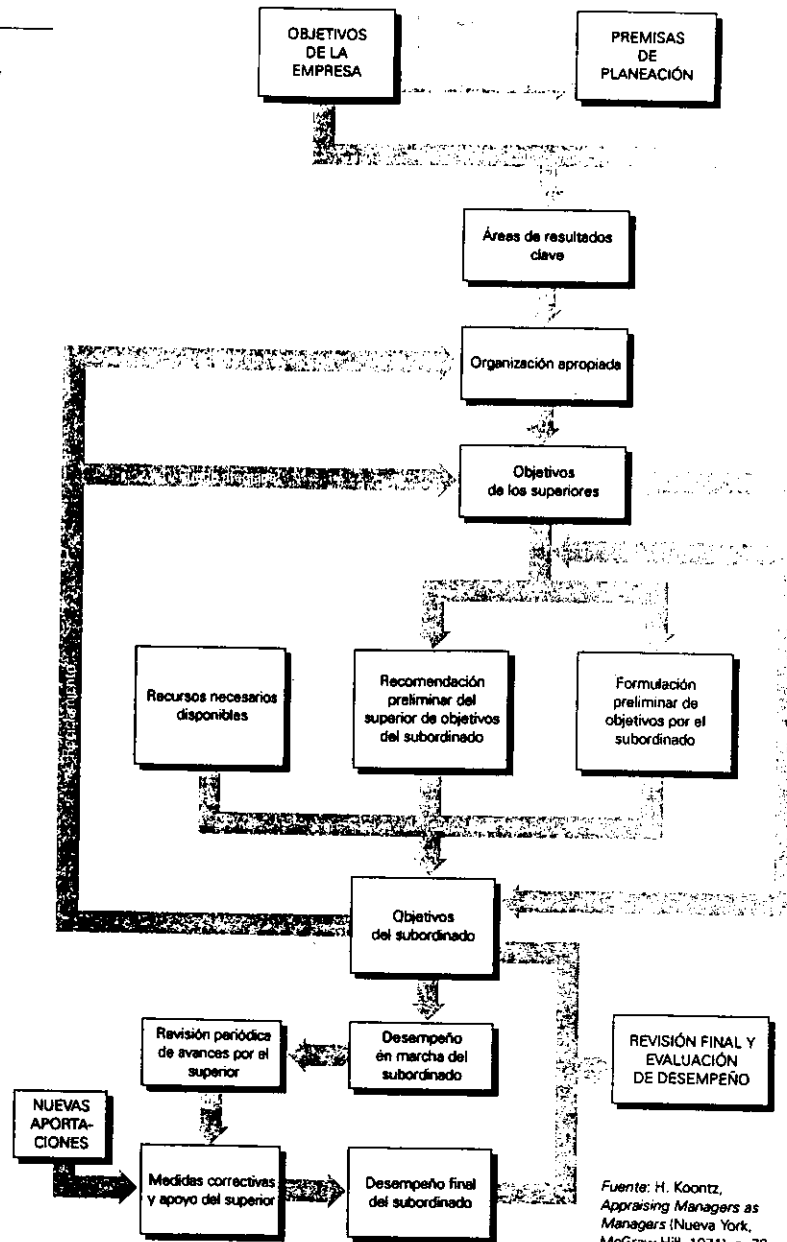 OBJETIVOS
DE LA
EMPRESA
PREMISAS
DE
PLANEACIÓN
Áreas de resultados
clave
Organización apropiada
Objetivos
de los superiores
Recursos necesarios
disponibles
Recomendación
preliminar del
superior de objetivos
del subordinado
Formulación
preliminar de
objetivos por el
subordinado
Reciclamiento
Objetivos
del subordinado
Revisión periódica
de avances por el
superior
Desempeño
en marcha del
subordinado
REVISIÓN FINAL Y
EVALUACIÓN
DE DESEMPEÑO
NUEVAS
APORTA-
CIONES
Medidas correctivas
y apoyo del superior
Desempeño final
del subordinado
Fuente: H. Koontz,
Appraising Managers as
Managers (Nueva York,